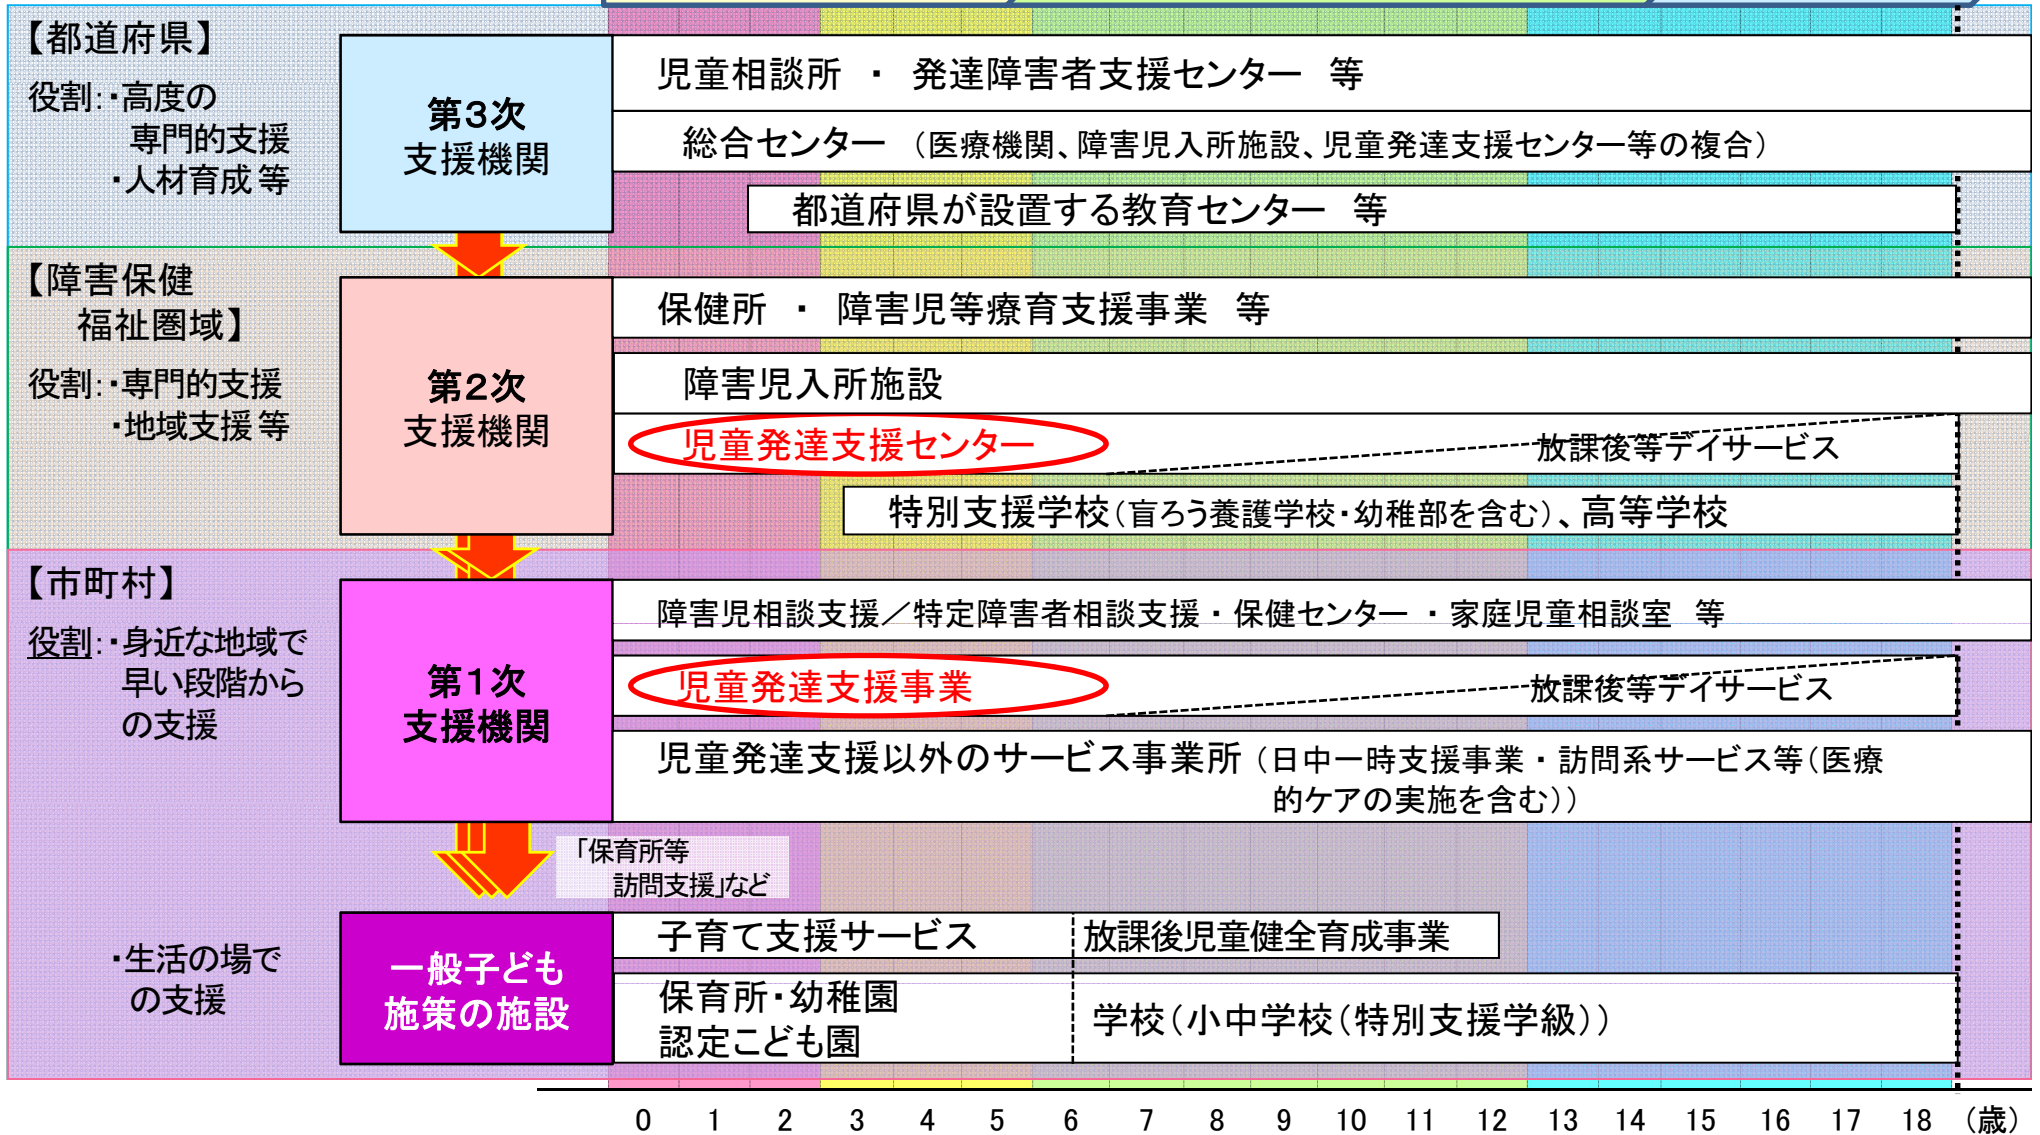 【都道府県】
役割:・高度の
専門的支援
・人材育成 等
第3次
支援機関
児童相談所 ・ 発達障害者支援センター 等
総合センター (医療機関、障害児入所施設、児童発達支援センター等の複合)
都道府県が設置する教育センター 等
【障害保健
福祉圏域】
役割:・専門的支援
・地域支援 等
第2次
支援機関
保健所 ・ 障害児等療育支援事業 等
障害児入所施設
児童発達支援センター
放課後等デイサービス
特別支援学校(盲ろう養護学校・幼稚部を含む)、高等学校
【市町村】
役割:・身近な地域で
早い段階から
の支援
第1次
支援機関
障害児相談支援/特定障害者相談支援・保健センター ・家庭児童相談室 等
児童発達支援事業
放課後等デイサービス
児童発達支援以外のサービス事業所(日中一時支援事業・訪問系サービス等(医療
的ケアの実施を含む))
「保育所等
訪問支援」など
・生活の場で
の支援
一般子ども
施策の施設
子育て支援サービス
放課後児童健全育成事業
保育所・幼稚園
認定こども園
学校(小中学校(特別支援学級))
0 1 2 3 4 5 6 7 8 9 10 11 12 13 14 15 16 17 18 (歳)